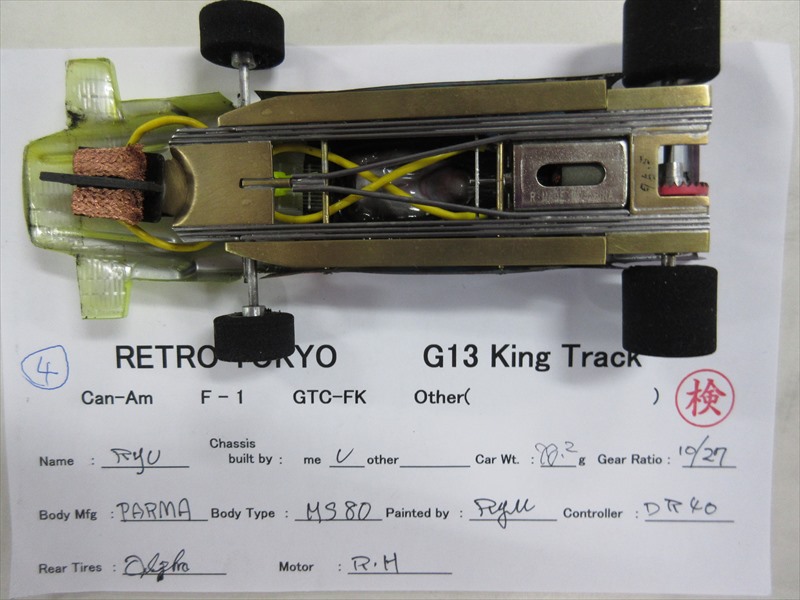 ④
RETRO TOKYO G13 King Track
Can-Am F-1 GTC-FK Other( )
検
Name : RYU Chassis built by : me ✓ other Car Wt. : g Gear Ratio : 10/27
Body Mfg : PARMA Body Type : MS80 Painted by : Ryu Controller : DR40
Rear Tires : Alpha Motor : R.H